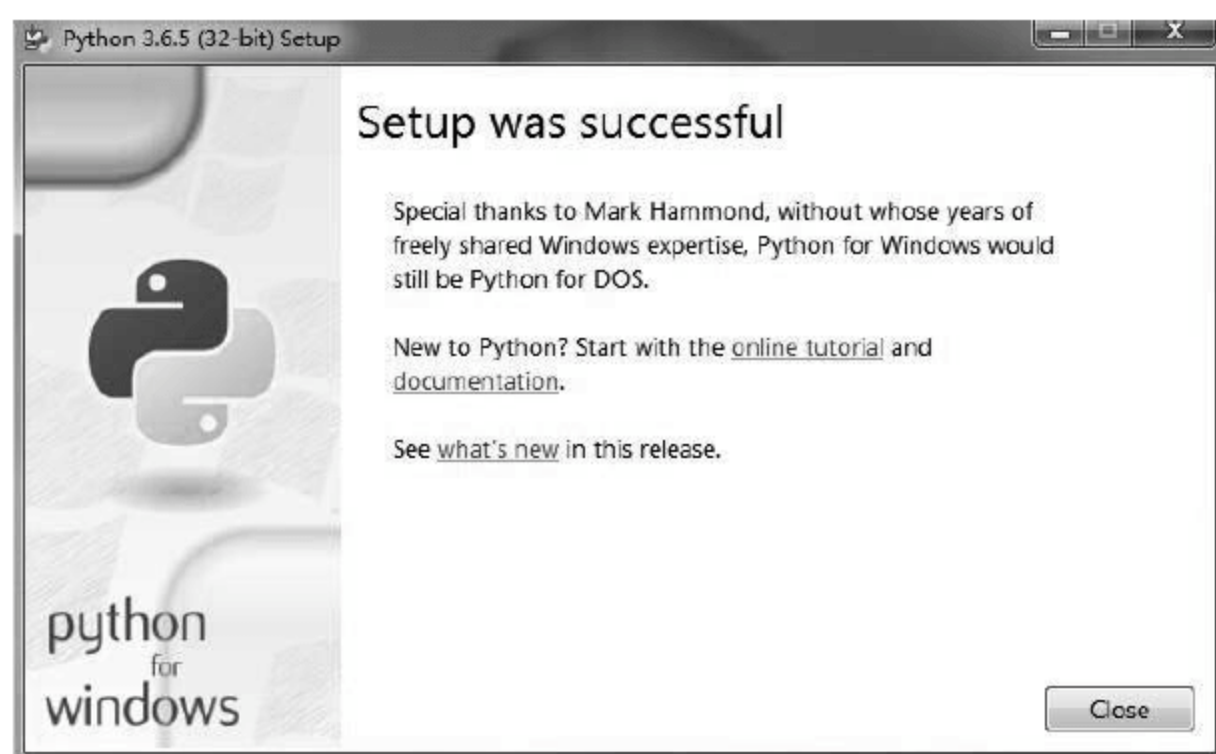 Python 3.6.5 (32-bit) Setup
Setup was successful
Special thanks to Mark Hammond, without whose years of
freely shared Windows expertise, Python for Windows would
still be Python for DOS.
New to Python? Start with the online tutorial and
documentation.
See what's new in this release.
python
for
windows
Close